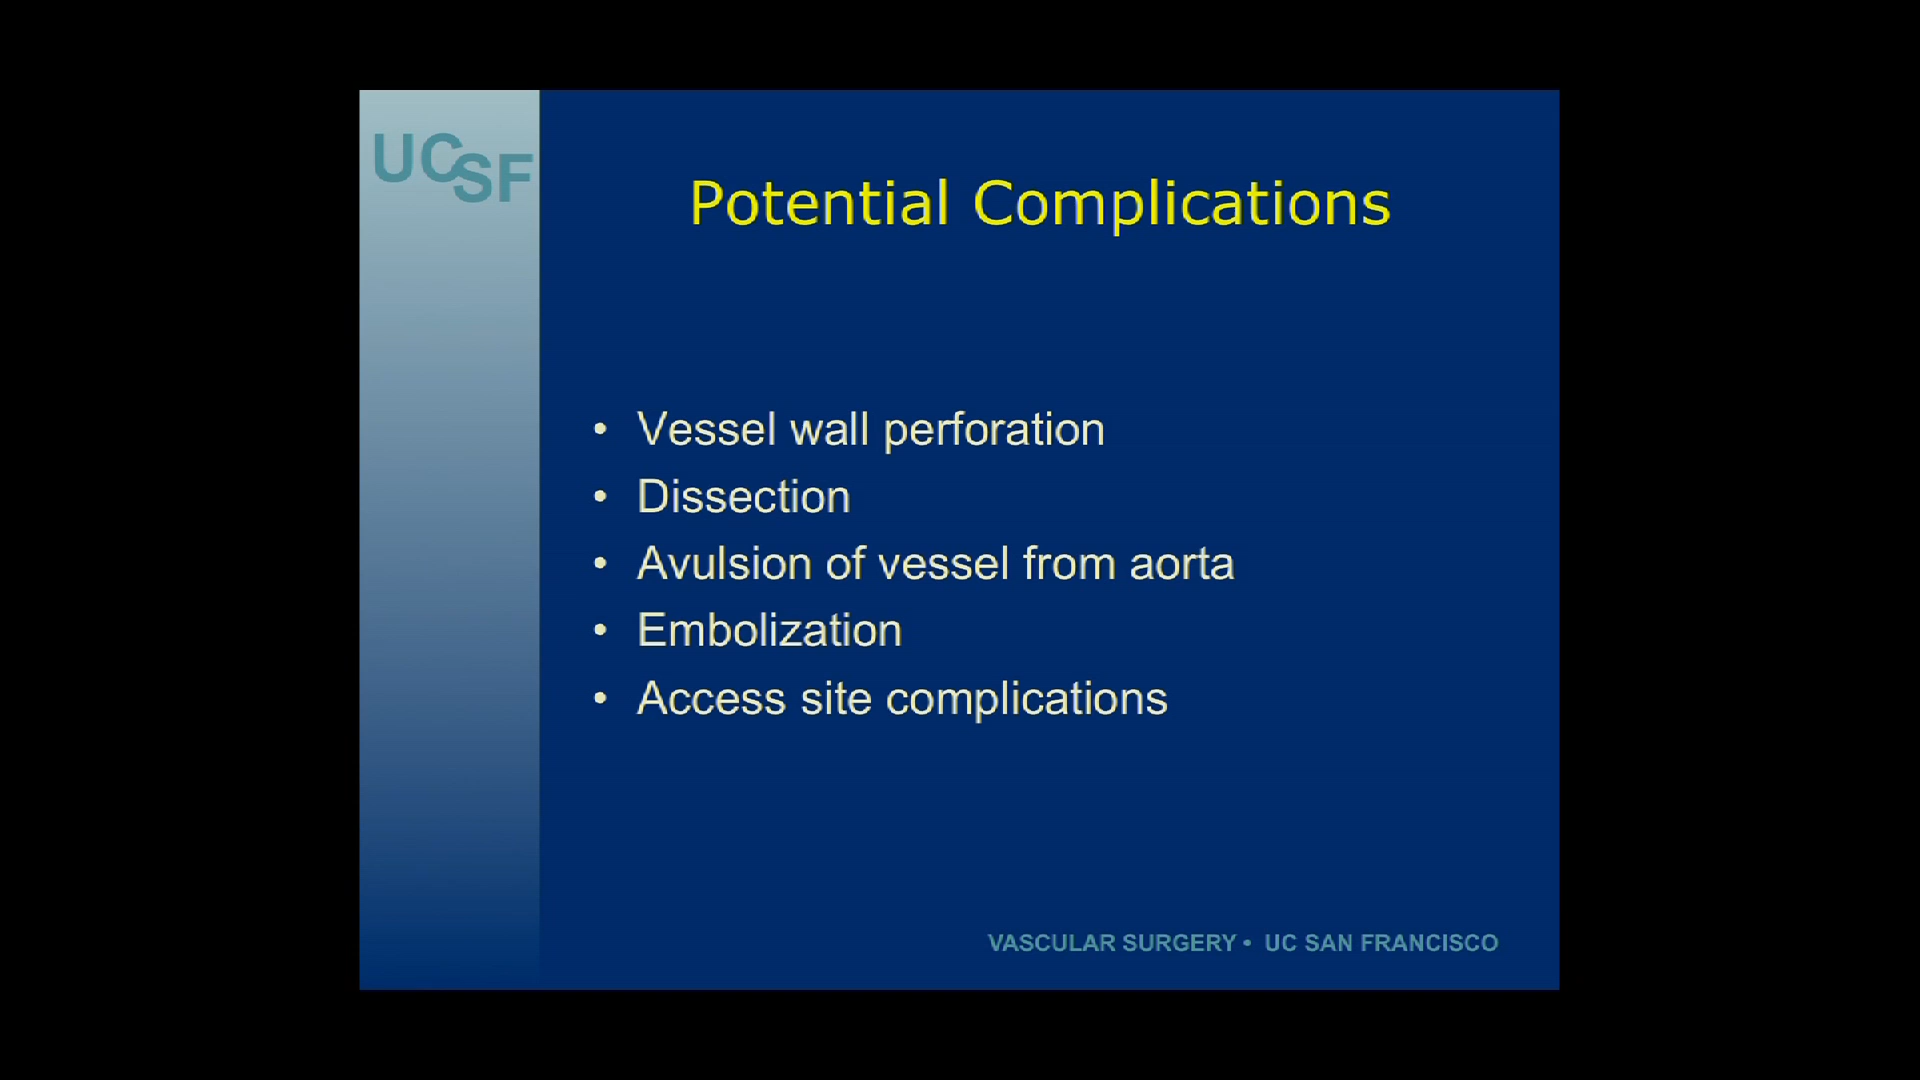 UCSF
Potential Complications
• Vessel wall perforation
• Dissection
• Avulsion of vessel from aorta
• Embolization
• Access site complications
VASCULAR SURGERY • UC SAN FRANCISCO